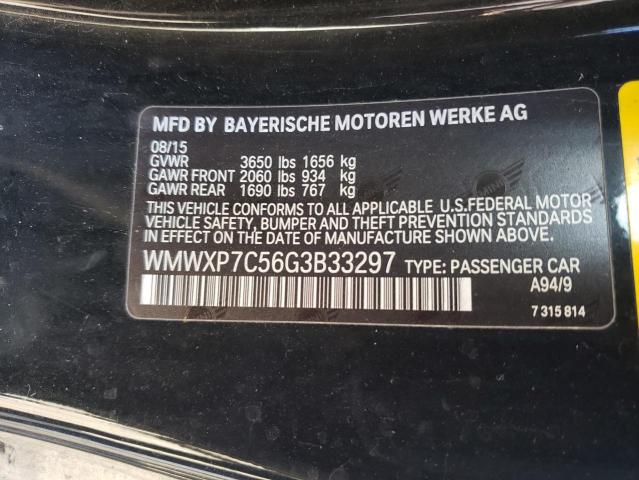 MFD BY BAYERISCHE MOTOREN WERKE AG
08/15
GVWR 3650 lbs 1656 kg
GAWR FRONT 2060 lbs 934 kg
GAWR REAR 1690 lbs 767 kg
THIS VEHICLE CONFORMS TO ALL APPLICABLE U.S.FEDERAL MOTOR
VEHICLE SAFETY, BUMPER AND THEFT PREVENTION STANDARDS
IN EFFECT ON THE DATE OF MANUFACTURE SHOWN ABOVE.
WMWXP7C56G3B33297 TYPE: PASSENGER CAR
A94/9
7 315 814